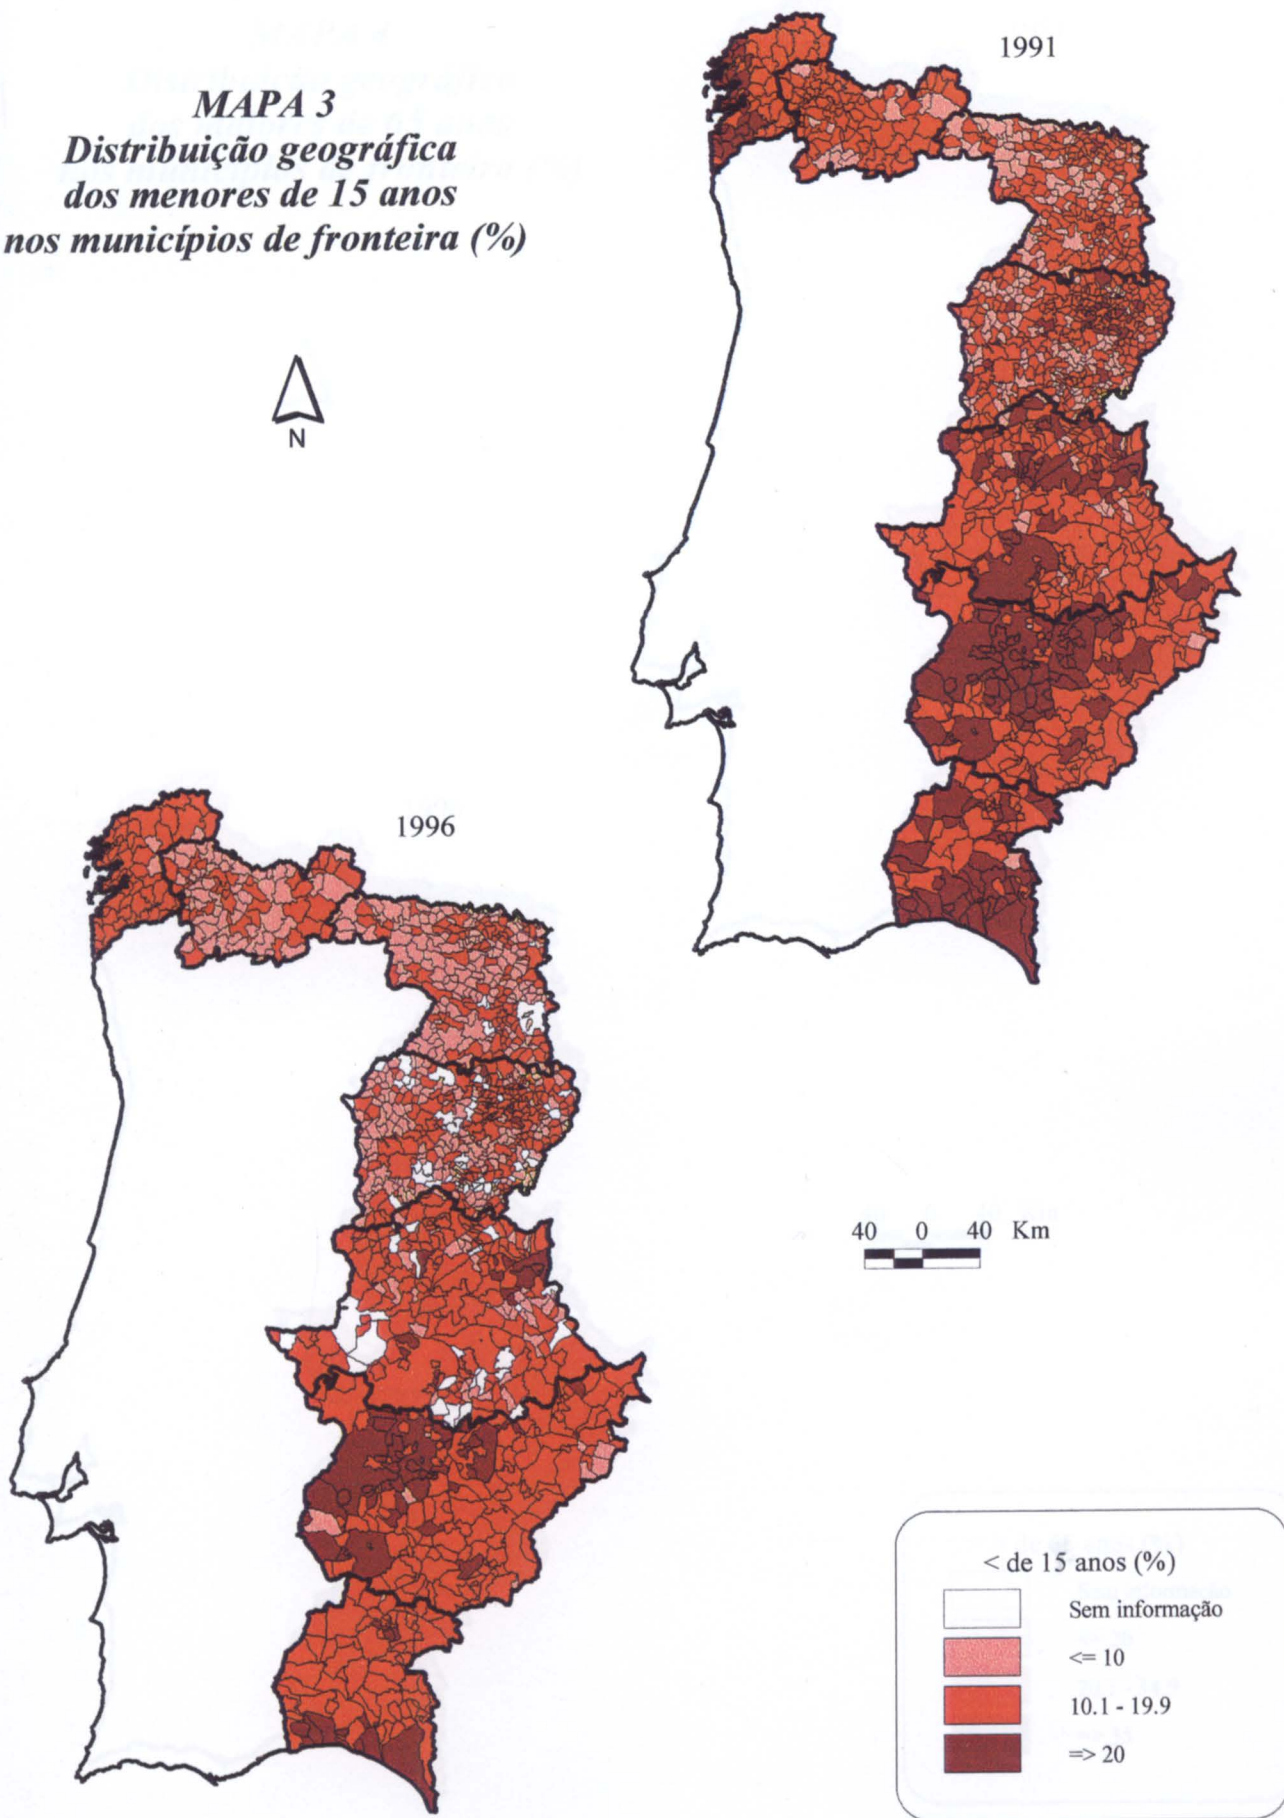 MAPA 3
Distribuição geográfica
dos menores de 15 anos
nos municípios de fronteira (%)
1991
N
1996
40 0 40 Km
< de 15 anos (%)
Sem informação
<= 10
10.1 - 19.9
=> 20